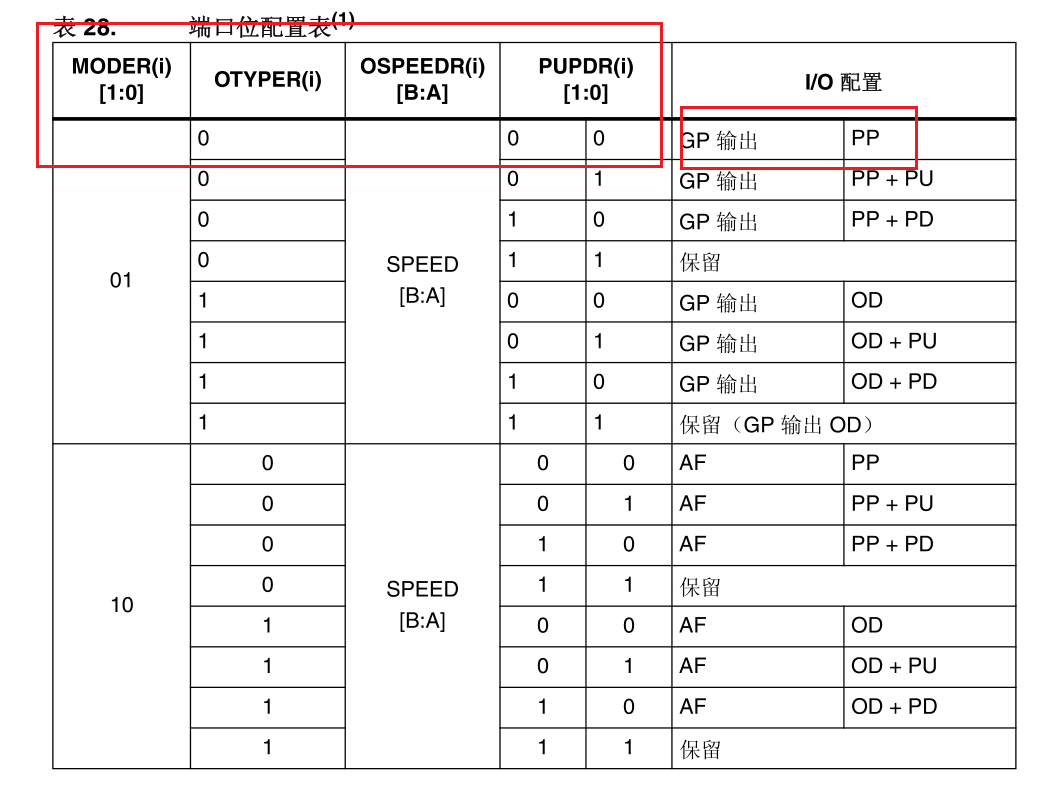 表 28. 端口位配置表(1)
MODER(i) [1:0] OTYPER(i) OSPEEDR(i) [B:A] PUPDR(i) [1:0] I/O 配置
01 0 SPEED [B:A] 0 0 GP 输出 PP
0 0 1 GP 输出 PP + PU
0 1 0 GP 输出 PP + PD
0 1 1 保留
1 0 0 GP 输出 OD
1 0 1 GP 输出 OD + PU
1 1 0 GP 输出 OD + PD
1 1 1 保留（GP 输出 OD）
10 0 SPEED [B:A] 0 0 AF PP
0 0 1 AF PP + PU
0 1 0 AF PP + PD
0 1 1 保留
1 0 0 AF OD
1 0 1 AF OD + PU
1 1 0 AF OD + PD
1 1 1 保留